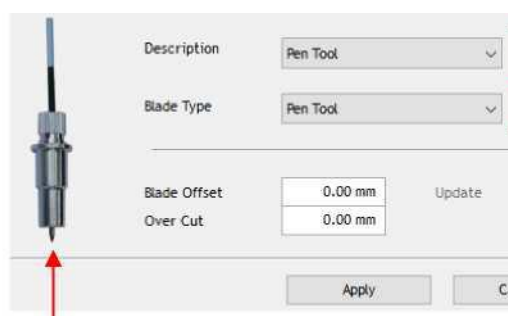 Description Pen Tool
Blade Type Pen Tool
Blade Offset 0.00 mm Update
Over Cut 0.00 mm
Apply C